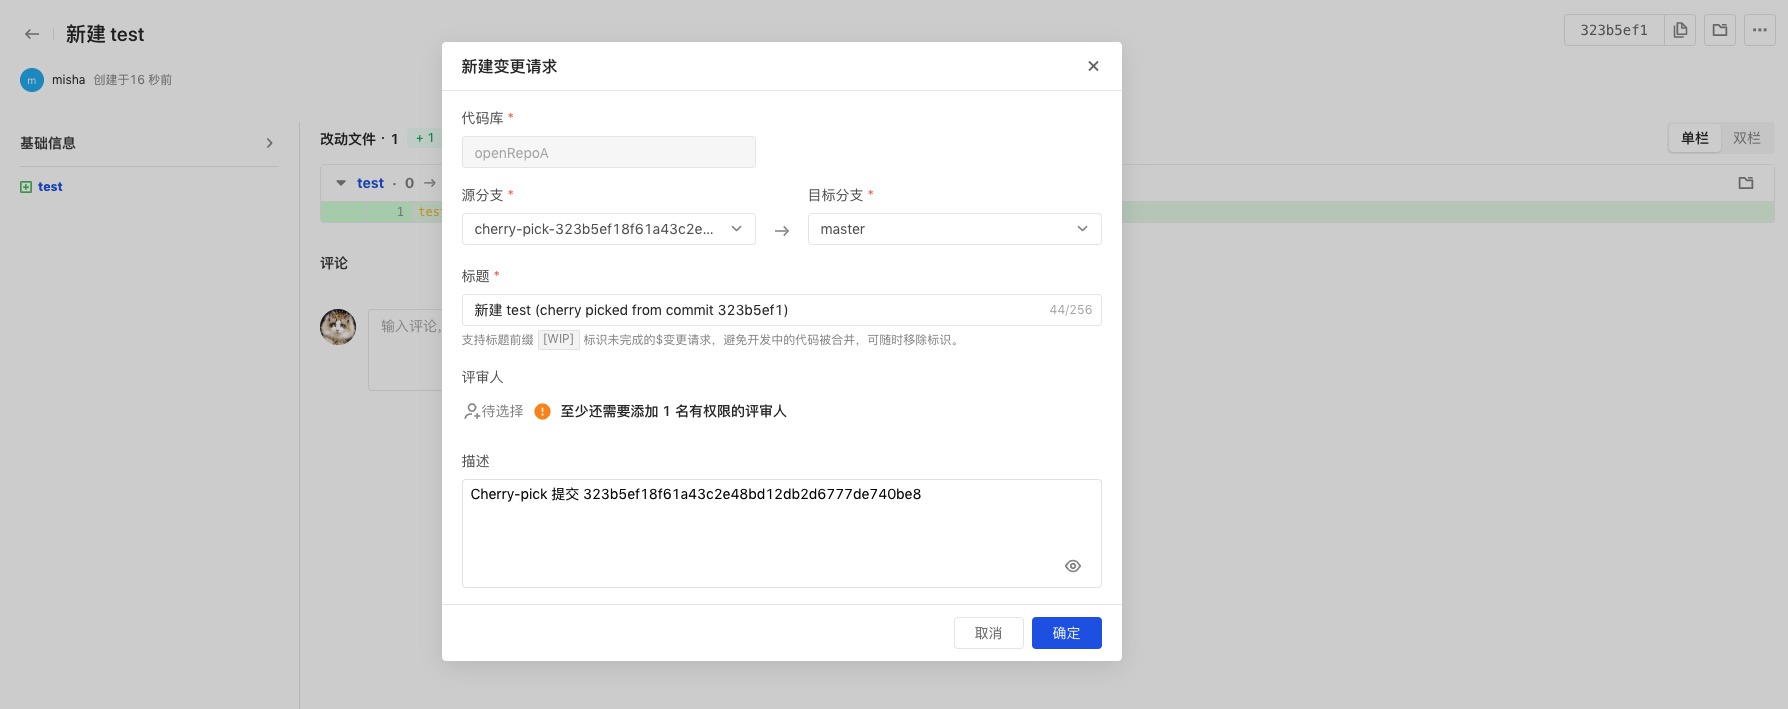 新建 test
323b5ef1
m misha 创建于16 秒前
基础信息
test
改动文件 · 1 + 1
单栏 双栏
test · 0 →
1 tes
评论
输入评论,
新建变更请求
代码库 *
openRepoA
源分支 * 目标分支 *
cherry-pick-323b5ef18f61a43c2e... → master
标题 *
新建 test (cherry picked from commit 323b5ef1) 44/256
支持标题前缀 [WIP] 标识未完成的$变更请求，避免开发中的代码被合并，可随时移除标识。
评审人
待选择 至少还需要添加 1 名有权限的评审人
描述
Cherry-pick 提交 323b5ef18f61a43c2e48bd12db2d6777de740be8
取消 确定